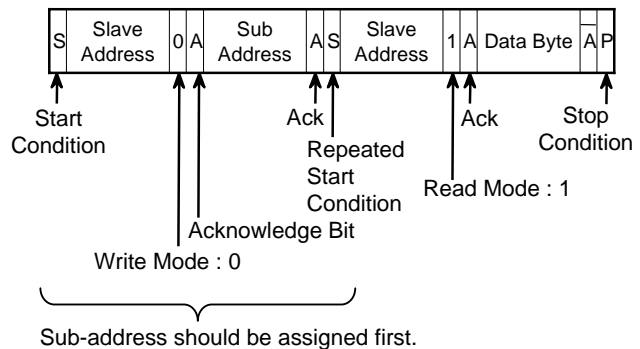 S Slave Address 0 A Sub Address A S Slave Address 1 A Data Byte A̅ P
Start Condition
Ack
Repeated Start Condition
Ack
Stop Condition
Read Mode : 1
Acknowledge Bit
Write Mode : 0
Sub-address should be assigned first.